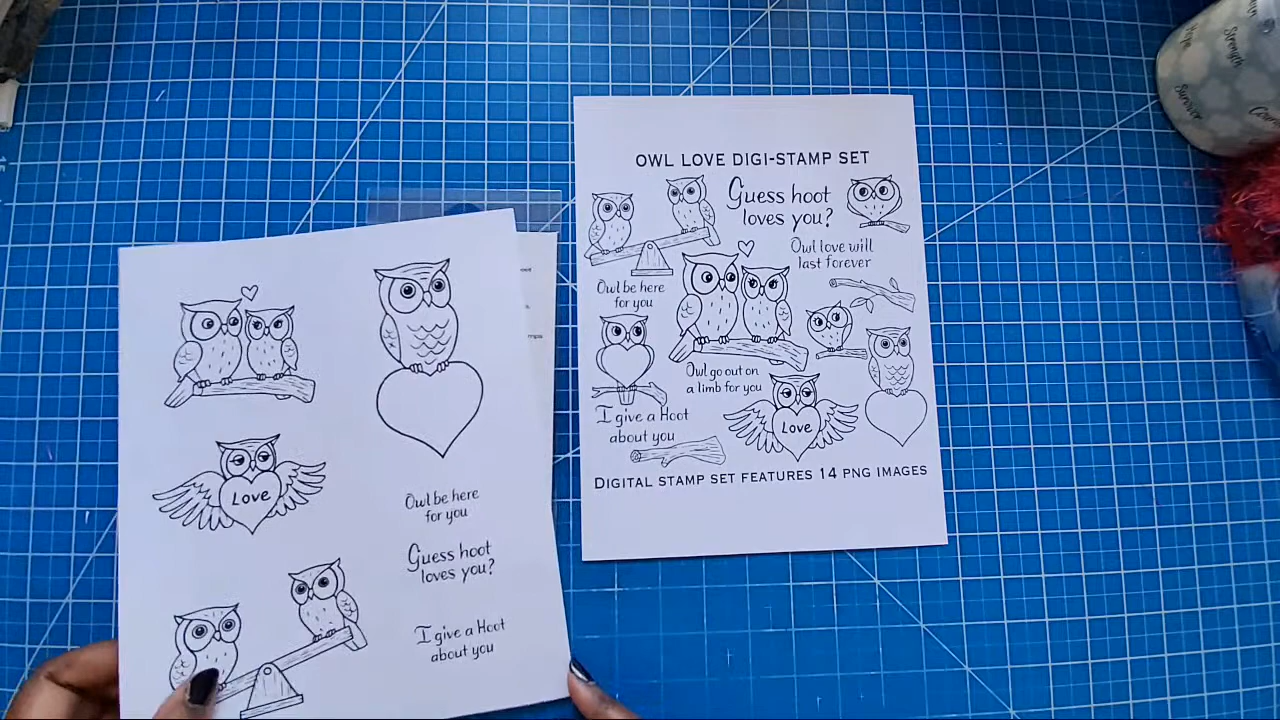 Love
Owl be here
for you
Guess hoot
loves you?
I give a Hoot
about you
OWL LOVE DIGI-STAMP SET
Guess hoot
loves you?
Owl love will
last forever
Owl be here
for you
Owl go out on
a limb for you
I give a Hoot
about you
Love
DIGITAL STAMP SET FEATURES 14 PNG IMAGES
Strength
Survivor